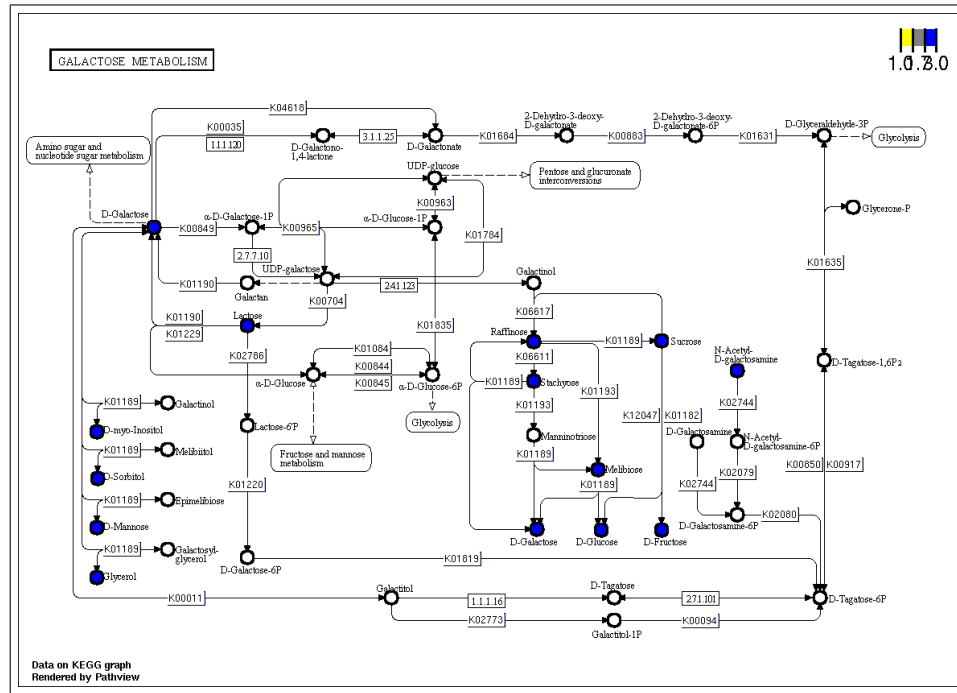 GALACTOSE METABOLISM
1.0 1.7 3.0
K04618
K00035
1.1.1.120
D-Galactono-
1,4-lactone
3.1.1.25
D-Galactonate
K01684
2-Dehydro-3-deoxy-
D-galactonate
K00883
2-Dehydro-3-deoxy-
D-galactonate-6P
K01631
D-Glyceraldehyde-3P
Glycolysis
Amino sugar and
nucleotide sugar metabolism
UDP-glucose
Pentose and glucuronate
interconversions
D-Galactose
K00849
α-D-Galactose-1P
K00965
α-D-Glucose-1P
K00963
K01784
Glycerone-P
2.7.7.10
UDP-galactose
K01190
Galactan
2.4.1.123
Galactinol
K01635
K00704
K01190
K01229
Lactose
K06617
K01835
Raffinose
K01189
Sucrose
K02786
K01084
K00844
K00845
α-D-Glucose
α-D-Glucose-6P
K06611
K01189
Stachyose
K01193
N-Acetyl-
D-galactosamine
D-Tagatose-1,6P2
K01189
Galactinol
D-myo-Inositol
K01193
K12047
K01182
K02744
Lactose-6'P
Glycolysis
Manninotriose
D-Galactosamine
N-Acetyl-
D-galactosamine-6P
K01189
Melibiitol
D-Sorbitol
Fructose and mannose
metabolism
K01189
Melibiose
K01189
K02744
K02079
K00850
K00917
K01220
K01189
Epimelibiose
D-Mannose
D-Galactose
D-Glucose
D-Fructose
D-Galactosamine-6P
K02080
K01189
Galactosyl-
glycerol
Glycerol
D-Galactose-6P
K01819
K00011
Galactitol
1.1.1.16
D-Tagatose
2.7.1.101
D-Tagatose-6P
K02773
Galactitol-1P
K00094
Data on KEGG graph
Rendered by Pathview